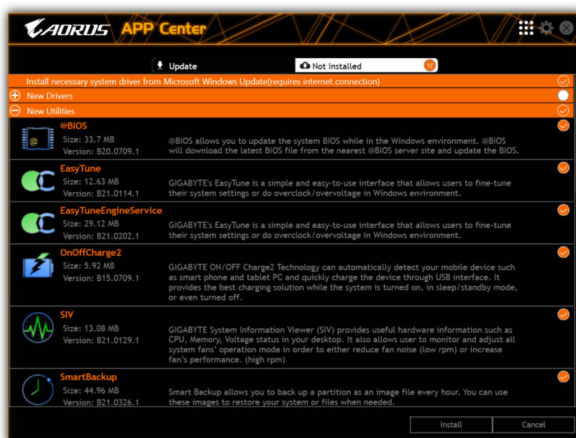 AORUS APP Center
Update
Not Installed
17
Install necessary system driver from Microsoft Windows Update(requires internet connection)
New Drivers
New Utilities
@BIOS
Size: 33.7 MB
Version: B20.0709.1
@BIOS allows you to update the system BIOS while in the Windows environment. @BIOS
will download the latest BIOS file from the nearest @BIOS server site and update the BIOS.
EasyTune
Size: 12.63 MB
Version: B21.0114.1
GIGABYTE's EasyTune is a simple and easy-to-use interface that allows users to fine-tune
their system settings or do overclock/overvoltage in Windows environment.
EasyTuneEngineService
Size: 29.12 MB
Version: B21.0202.1
GIGABYTE's EasyTune is a simple and easy-to-use interface that allows users to fine-tune
their system settings or do overclock/overvoltage in Windows environment.
OnOffCharge2
Size: 5.92 MB
Version: B15.0709.1
GIGABYTE ON/OFF Charge2 Technology can automatically detect your mobile device such
as smart phone and tablet PC and quickly charge the device through USB interface. It
provides the best charging solution while the system is turned on, in sleep/standby mode,
or even turned off.
SIV
Size: 13.08 MB
Version: B21.0129.1
GIGABYTE System Information Viewer (SIV) provides useful hardware information such as
CPU, Memory, Voltage status in your desktop. It also allows user to monitor and adjust all
system fans' operation mode in order to either reduce fan noise (low rpm) or increase
fan's performance. (high rpm)
SmartBackup
Size: 44.96 MB
Version: B21.0326.1
Smart Backup allows you to back up a partition as an image file every hour. You can use
these images to restore your system or files when needed.
Install
Cancel